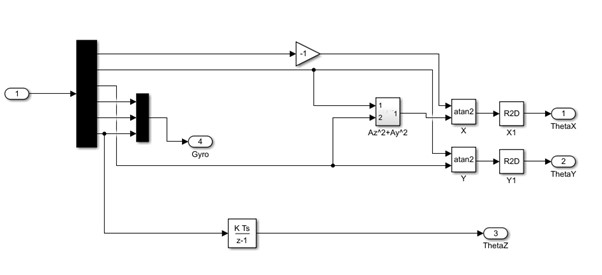 -1
1
1
2
1
Az^2+Ay^2
atan2
X
R2D
X1
1
ThetaX
4
Gyro
atan2
Y
R2D
Y1
2
ThetaY
K Ts
z-1
3
ThetaZ